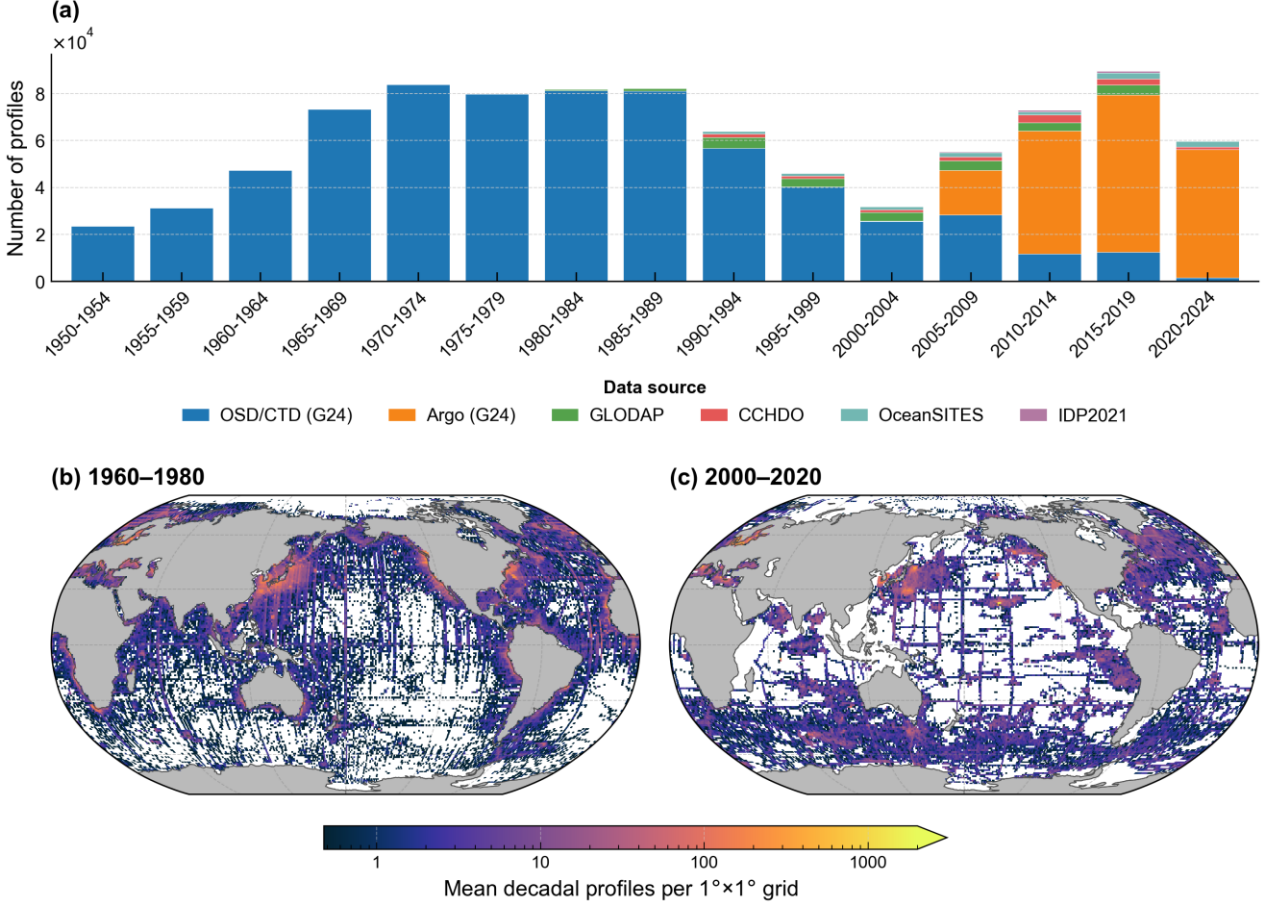 (a)
×10⁴
Number of profiles
8
6
4
2
0
1950-1954
1955-1959
1960-1964
1965-1969
1970-1974
1975-1979
1980-1984
1985-1989
1990-1994
1995-1999
2000-2004
2005-2009
2010-2014
2015-2019
2020-2024
Data source
OSD/CTD (G24) Argo (G24) GLODAP CCHDO OceanSITES IDP2021
(b) 1960–1980
(c) 2000–2020
1 10 100 1000
Mean decadal profiles per 1°×1° grid